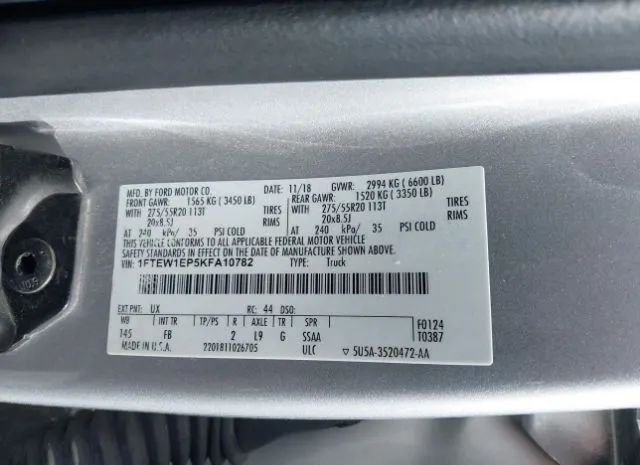 MFD. BY FORD MOTOR CO. DATE: 11/18 GVWR: 2994 KG ( 6600 LB)
FRONT GAWR: 1565 KG ( 3450 LB) REAR GAWR: 1520 KG ( 3350 LB)
WITH 275/55R20 113T TIRES WITH 275/55R20 113T TIRES
20x8.5J RIMS 20x8.5J RIMS
AT 240 kPa/ 35 PSI COLD AT 240 kPa/ 35 PSI COLD
THIS VEHICLE CONFORMS TO ALL APPLICABLE FEDERAL MOTOR VEHICLE
SAFETY AND THEFT PREVENTION STANDARDS IN EFFECT ON THE
DATE OF MANUFACTURE SHOWN ABOVE.
VIN: 1FTEW1EP5KFA10782 TYPE: Truck
EXT PNT: UX RC: 44 DSO:
WB INT TR TP/PS R AXLE TR SPR F0124
145 FB 2 L9 G SSAA T0387
MADE IN U.S.A. 2201811026705 ULC ▽ 5U5A-3520472-AA